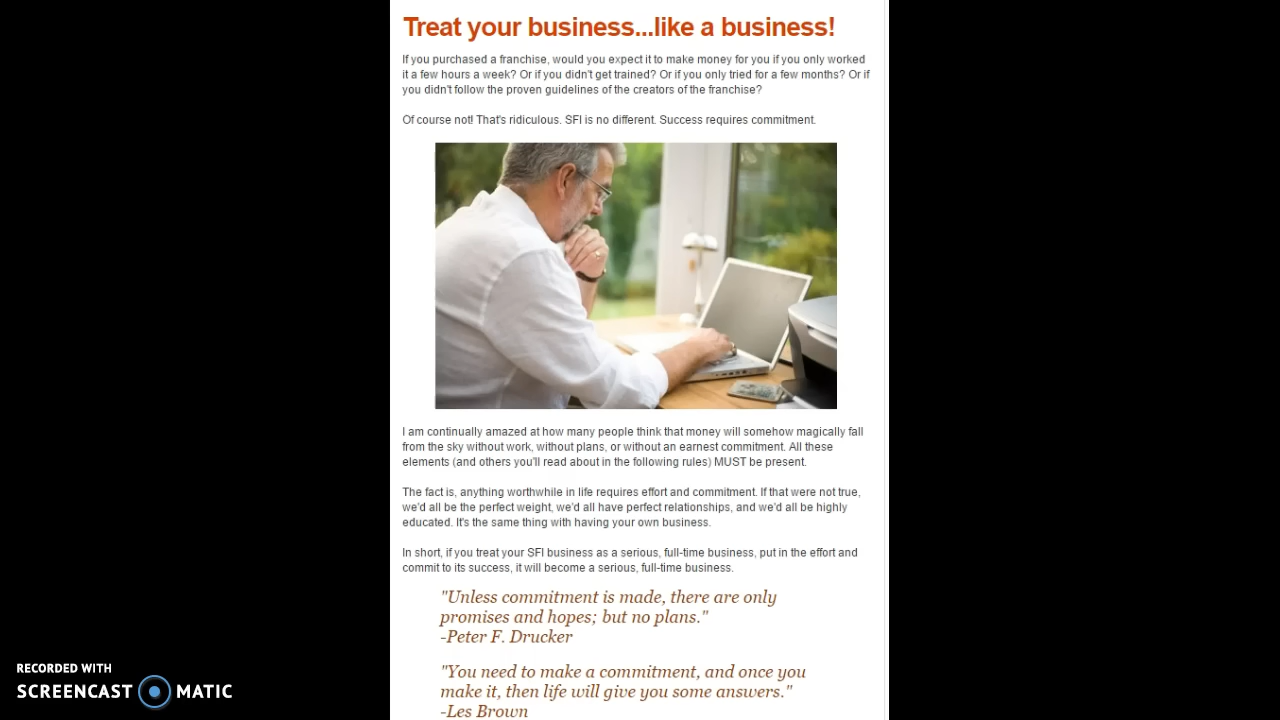 Treat your business...like a business!
If you purchased a franchise, would you expect it to make money for you if you only worked
it a few hours a week? Or if you didn't get trained? Or if you only tried for a few months? Or if
you didn't follow the proven guidelines of the creators of the franchise?
Of course not! That's ridiculous. SFI is no different. Success requires commitment.
I am continually amazed at how many people think that money will somehow magically fall
from the sky without work, without plans, or without an earnest commitment. All these
elements (and others you'll read about in the following rules) MUST be present.
The fact is, anything worthwhile in life requires effort and commitment. If that were not true,
we'd all be the perfect weight, we'd all have perfect relationships, and we'd all be highly
educated. It's the same thing with having your own business.
In short, if you treat your SFI business as a serious, full-time business, put in the effort and
commit to its success, it will become a serious, full-time business.
"Unless commitment is made, there are only
promises and hopes; but no plans."
-Peter F. Drucker
"You need to make a commitment, and once you
make it, then life will give you some answers."
-Les Brown
RECORDED WITH
SCREENCAST MATIC